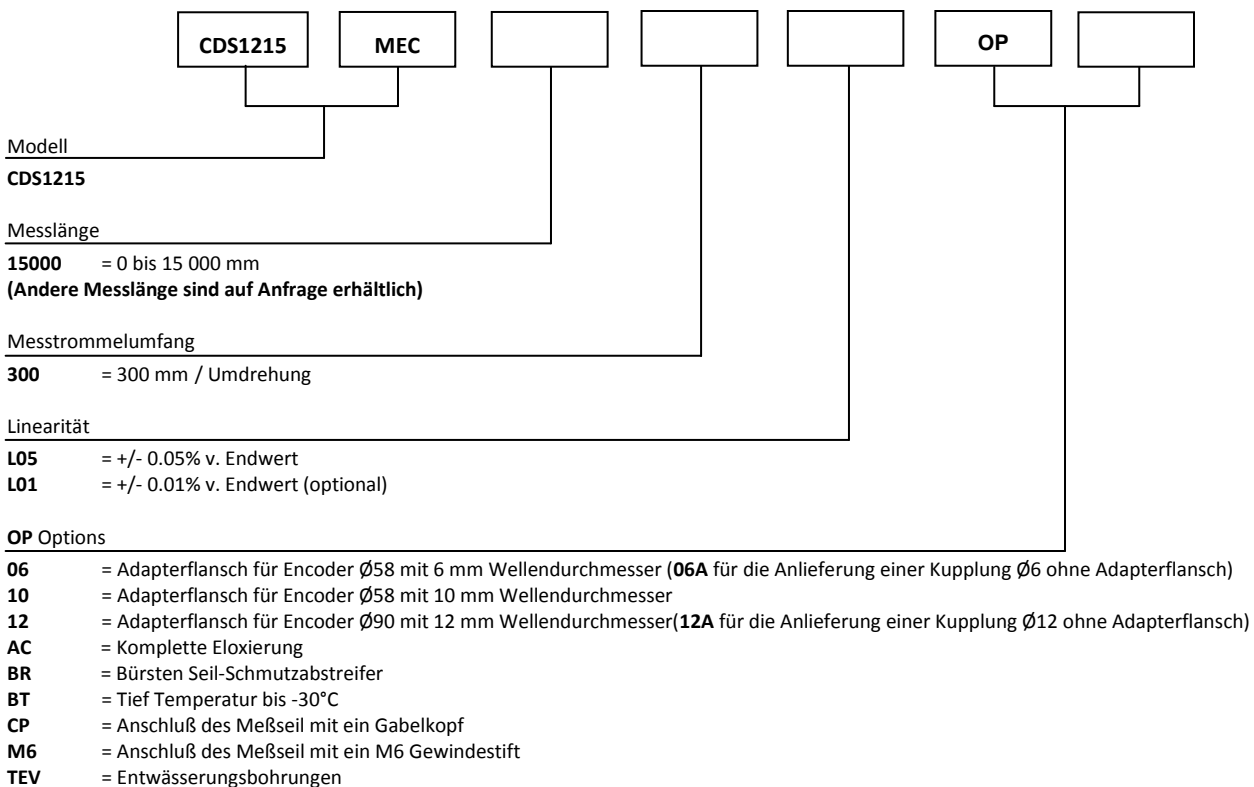 CDS1215 MEC OP
Modell
CDS1215
Messlänge
15000 = 0 bis 15 000 mm
(Andere Messlänge sind auf Anfrage erhältlich)
Messtrommelumfang
300 = 300 mm / Umdrehung
Linearität
L05 = +/- 0.05% v. Endwert
L01 = +/- 0.01% v. Endwert (optional)
OP Options
06 = Adapterflansch für Encoder Ø58 mit 6 mm Wellendurchmesser (06A für die Anlieferung einer Kupplung Ø6 ohne Adapterflansch)
10 = Adapterflansch für Encoder Ø58 mit 10 mm Wellendurchmesser
12 = Adapterflansch für Encoder Ø90 mit 12 mm Wellendurchmesser(12A für die Anlieferung einer Kupplung Ø12 ohne Adapterflansch)
AC = Komplette Eloxierung
BR = Bürsten Seil-Schmutzabstreifer
BT = Tief Temperatur bis -30°C
CP = Anschluß des Meßseil mit ein Gabelkopf
M6 = Anschluß des Meßseil mit ein M6 Gewindestift
TEV = Entwässerungsbohrungen